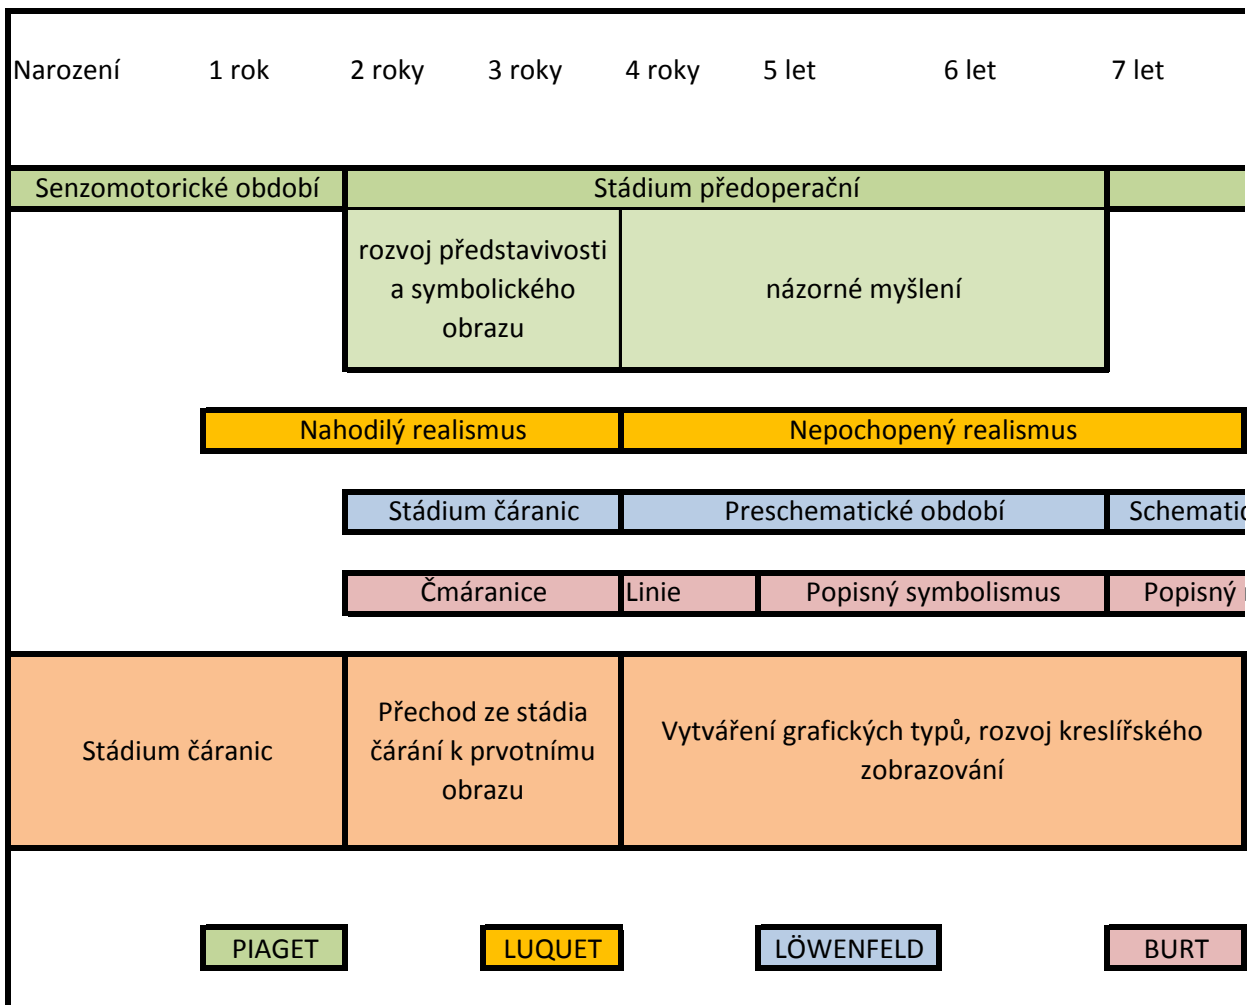 Narození 1 rok 2 roky 3 roky 4 roky 5 let 6 let 7 let
Senzomotorické období Stádium předoperační
rozvoj představivosti
a symbolického
obrazu
názorné myšlení
Nahodilý realismus Nepochopený realismus
Stádium čáranic Preschematické období Schematic
Čmáranice Linie Popisný symbolismus Popisný
Stádium čáranic
Přechod ze stádia
čárání k prvotnímu
obrazu
Vytváření grafických typů, rozvoj kreslířského
zobrazování
PIAGET LUQUET LÖWENFELD BURT